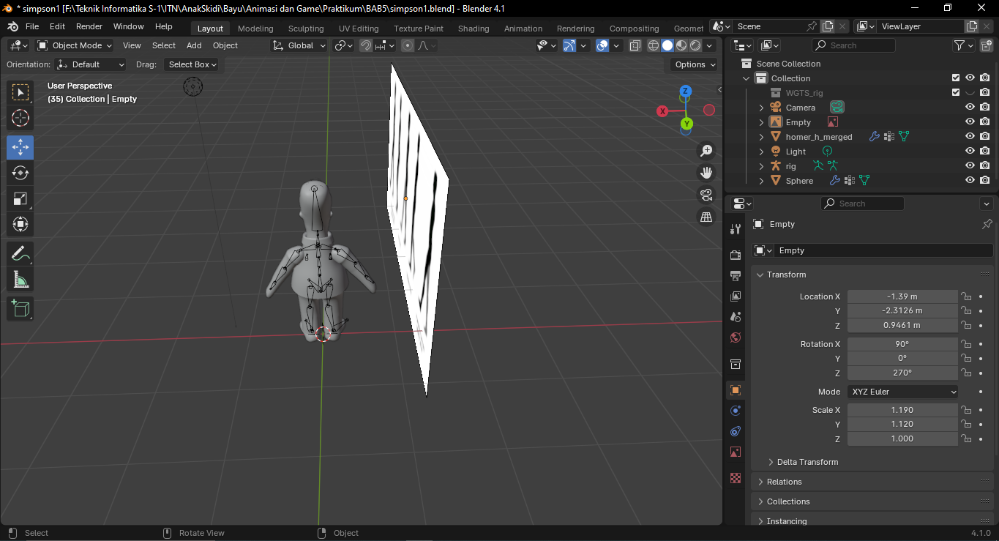 * simpson1 [F:\Teknik Informatika S-1\ITN\AnakSkidi\Bayu\Animasi dan Game\Praktikum\BAB5\simpson1.blend] - Blender 4.1
File Edit Render Window Help Layout Modeling Sculpting UV Editing Texture Paint Shading Animation Rendering Compositing Geomet Scene ViewLayer
Object Mode View Select Add Object Global Search
Orientation: Default Drag: Select Box Options
User Perspective
(35) Collection | Empty
Z
X
Y
Scene Collection
Collection
WGTS_rig
Camera
Empty
homer_h_merged
Light
rig
Sphere
Search
Empty
Empty
Transform
Location X -1.39 m
Y -2.3126 m
Z 0.9461 m
Rotation X 90°
Y 0°
Z 270°
Mode XYZ Euler
Scale X 1.190
Y 1.120
Z 1.000
Delta Transform
Relations
Collections
Instancing
Select Rotate View Object 4.1.0